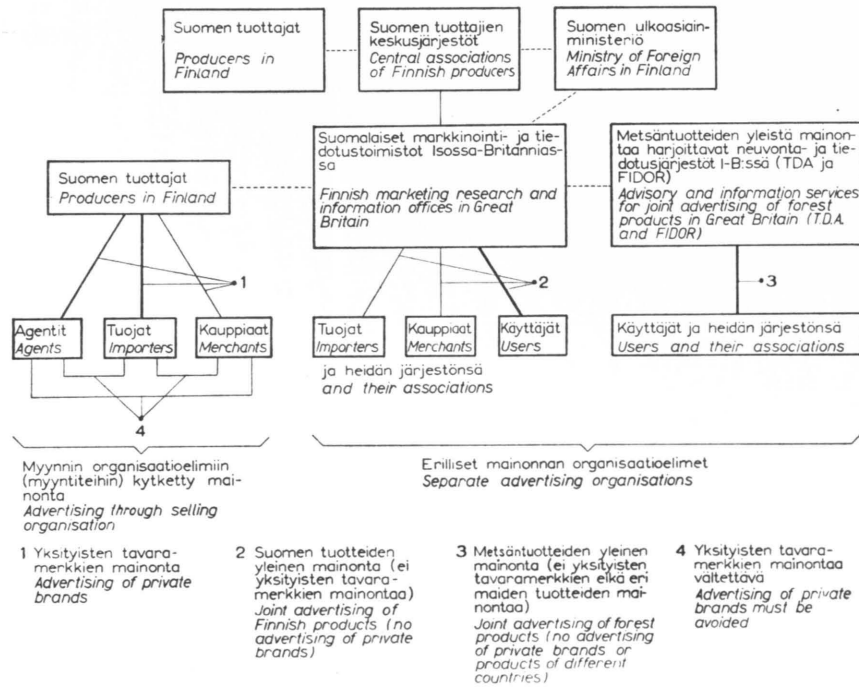 Suomen tuottajat
Producers in
Finland
Suomen tuottajien
keskusjärjestöt
Central associations
of Finnish producers
Suomen ulkoasiain-
ministeriö
Ministry of Foreign
Affairs in Finland
Suomen tuottajat
Producers in Finland
Suomalaiset markkinointi- ja tie-
dotustoimistot Isossa-Britannias-
sa
Finnish marketing research and
information offices in Great
Britain
Metsäntuotteiden yleistä mainon-
taa harjoittavat neuvonta- ja tie-
dotusjärjestöt I-B:ssä (TDA ja
FIDOR)
Advisory and information services
for joint advertising of forest
products in Great Britain (T.D.A.
and FIDOR)
1
2
3
Agentit
Agents
Tuojat
Importers
Kauppiaat
Merchants
Tuojat
Importers
Kauppiaat
Merchants
Käyttäjät
Users
Käyttäjät ja heidän järjestönsä
Users and their associations
ja heidän järjestönsä
and their associations
4
Myynnin organisaatioelimiin
(myyntiteihin) kytketty mai-
nonta
Advertising through selling
organisation
Erilliset mainonnan organisaatioelimet
Separate advertising organisations
1 Yksityisten tavara-
merkkien mainonta
Advertising of private
brands
2 Suomen tuotteiden
yleinen mainonta (ei
yksityisten tavara-
merkkien mainontaa)
Joint advertising of
Finnish products (no
advertising of private
brands)
3 Metsäntuotteiden yleinen
mainonta (ei yksityisten
tavaramerkkien eikä eri
maiden tuotteiden mai-
nontaa)
Joint advertising of forest
products (no advertising
of private brands or
products of different
countries)
4 Yksityisten tavara-
merkkien mainontaa
vältettävä
Advertising of private
brands must be
avoided